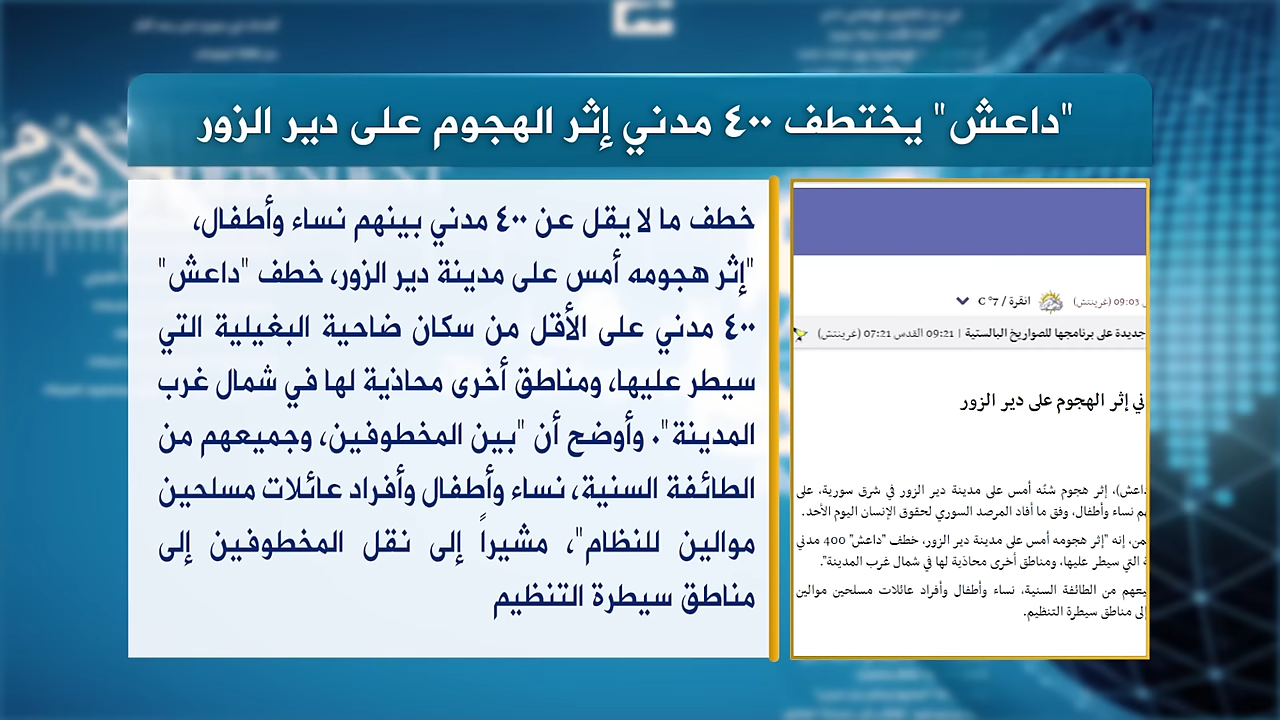 "داعش" يختطف ٤٠٠ مدني إثر الهجوم على دير الزور
خطف ما لا يقل عن ٤٠٠ مدني بينهم نساء وأطفال،
"إثر هجومه أمس على مدينة دير الزور، خطف "داعش"
٤٠٠ مدني على الأقل من سكان ضاحية البغيلية التي
سيطر عليها، ومناطق أخرى محاذية لها في شمال غرب
المدينة". وأوضح أن "بين المخطوفين، وجميعهم من
الطائفة السنية، نساء وأطفال وأفراد عائلات مسلحين
موالين للنظام"، مشيراً إلى نقل المخطوفين إلى
مناطق سيطرة التنظيم
09:03 (غرينتش) انقرة / 7° C
جديدة على برنامجها للصواريخ البالستية | 09:21 القدس 07:21 (غرينتش)
ني إثر الهجوم على دير الزور
داعش)، إثر هجوم شنّه أمس على مدينة دير الزور في شرق سورية، على
هم نساء وأطفال، وفق ما أفاد المرصد السوري لحقوق الإنسان اليوم الأحد.
من، إنه "إثر هجومه أمس على مدينة دير الزور، خطف "داعش" 400 مدني
ة التي سيطر عليها، ومناطق أخرى محاذية لها في شمال غرب المدينة".
يعهم من الطائفة السنية، نساء وأطفال وأفراد عائلات مسلحين موالين
إلى مناطق سيطرة التنظيم.